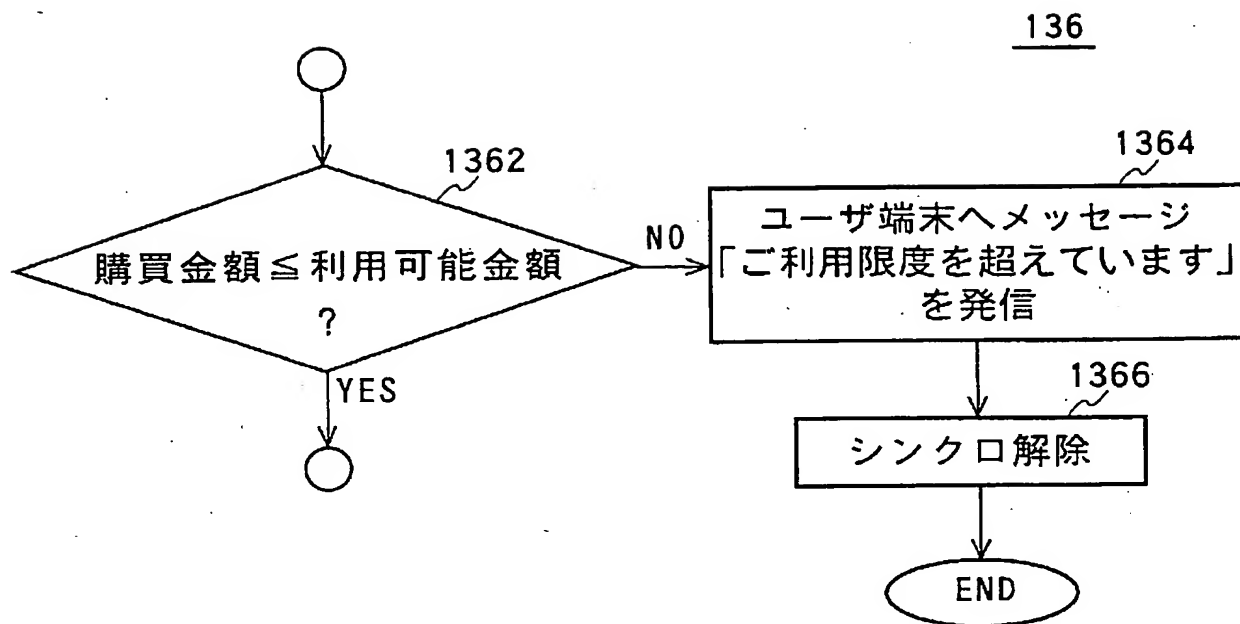 136
1362
購買金額≦利用可能金額
?
NO
YES
1364
ユーザ端末へメッセージ
「ご利用限度を超えています」
を発信
1366
シンクロ解除
END